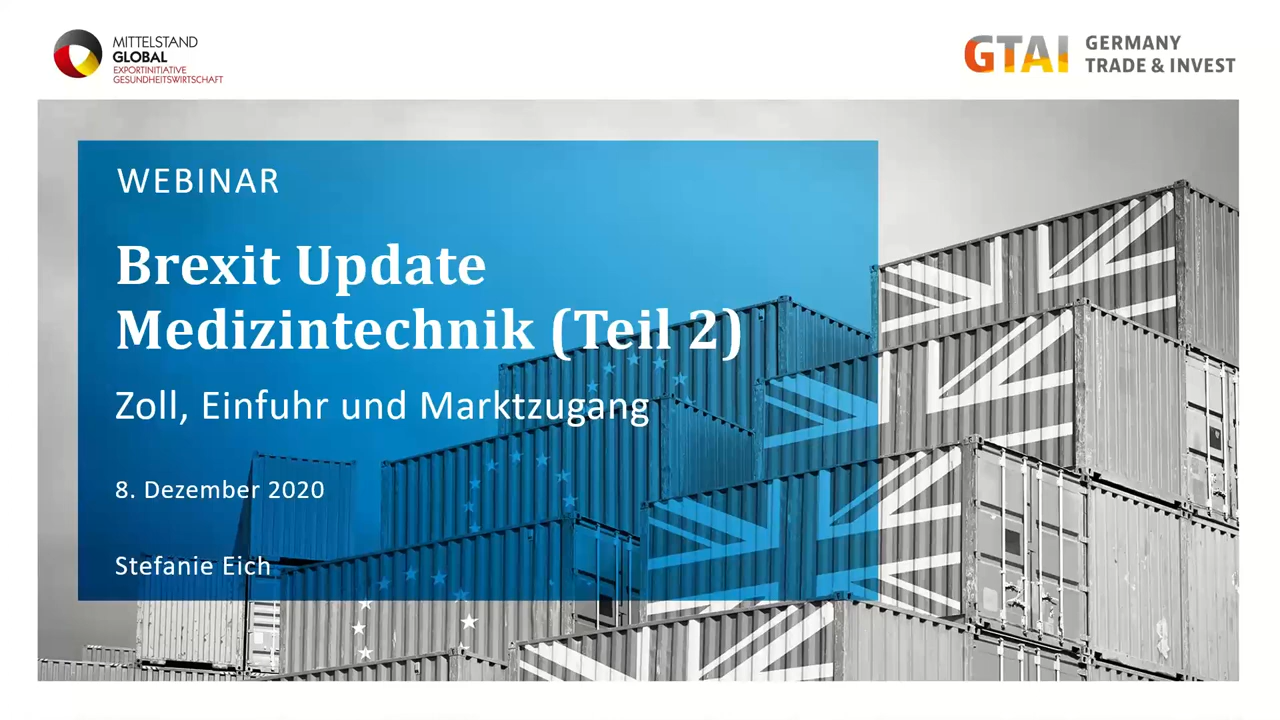 MITTELSTAND
GLOBAL
EXPORTINITIATIVE
GESUNDHEITSWIRTSCHAFT
GTAI GERMANY
TRADE & INVEST
WEBINAR
Brexit Update
Medizintechnik (Teil 2)
Zoll, Einfuhr und Marktzugang
8. Dezember 2020
Stefanie Eich